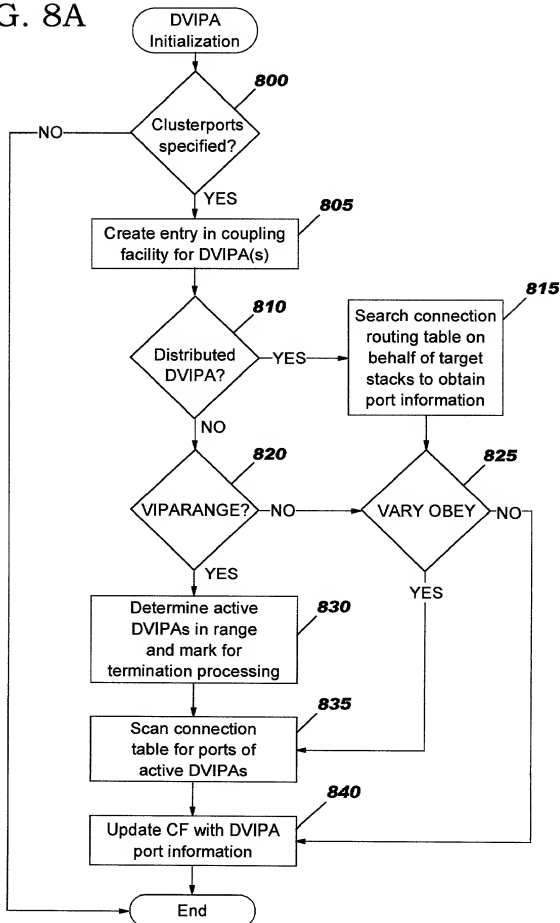 G. 8A
DVIPA
Initialization
800
Clusterports
specified?
NO
YES
805
Create entry in coupling
facility for DVIPA(s)
810
Distributed
DVIPA?
YES
NO
815
Search connection
routing table on
behalf of target
stacks to obtain
port information
820
VIPARANGE?
NO
YES
825
VARY OBEY
NO
YES
830
Determine active
DVIPAs in range
and mark for
termination processing
835
Scan connection
table for ports of
active DVIPAs
840
Update CF with DVIPA
port information
End